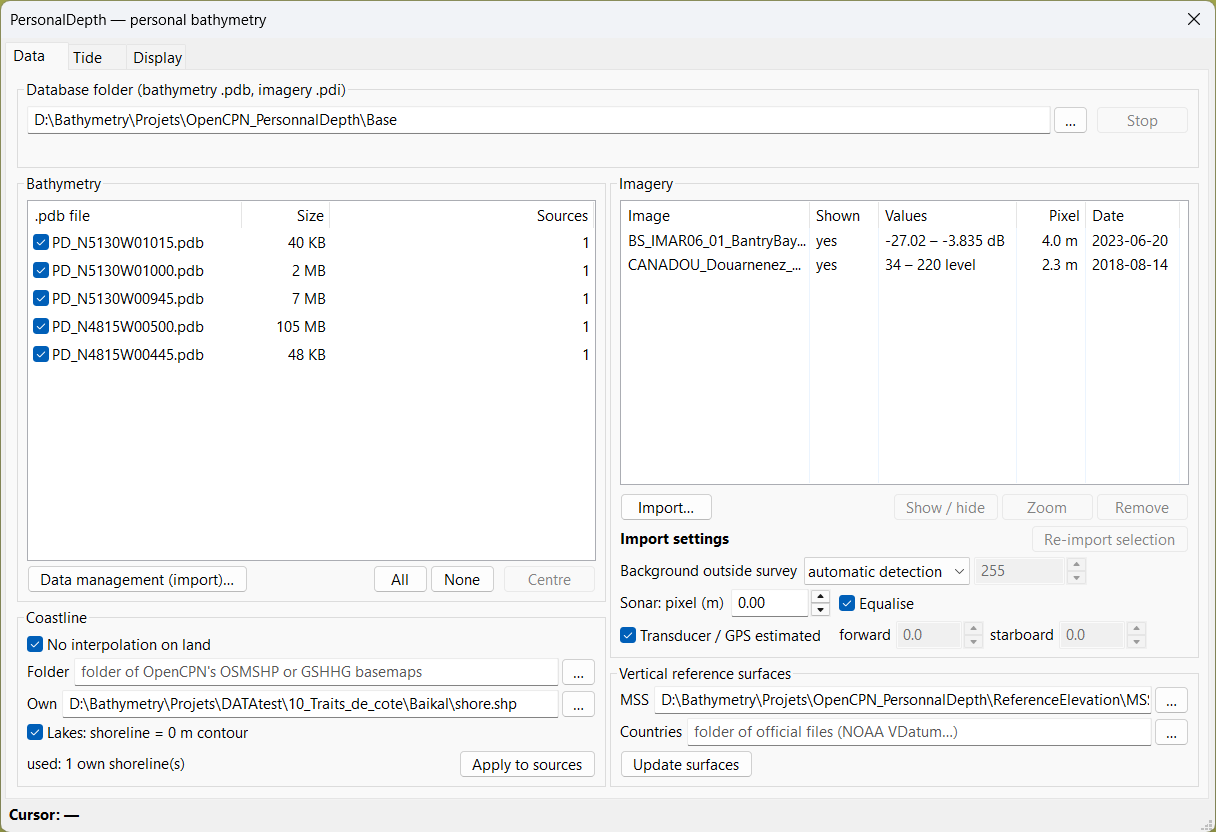 PersonalDepth — personal bathymetry
Data Tide Display
Database folder (bathymetry .pdb, imagery .pdi)
D:\Bathymetry\Projets\OpenCPN_PersonnalDepth\Base ... Stop
Bathymetry
.pdb file Size Sources
PD_N5130W01015.pdb 40 KB 1
PD_N5130W01000.pdb 2 MB 1
PD_N5130W00945.pdb 7 MB 1
PD_N4815W00500.pdb 105 MB 1
PD_N4815W00445.pdb 48 KB 1
Data management (import)... All None Centre
Coastline
No interpolation on land
Folder folder of OpenCPN's OSMSHP or GSHHG basemaps ...
Own D:\Bathymetry\Projets\DATAtest\10_Traits_de_cote\Baikal\shore.shp ...
Lakes: shoreline = 0 m contour
used: 1 own shoreline(s) Apply to sources
Imagery
Image Shown Values Pixel Date
BS_IMAR06_01_BantryBay... yes -27.02 – -3.835 dB 4.0 m 2023-06-20
CANADOU_Douarnenez_... yes 34 – 220 level 2.3 m 2018-08-14
Import... Show / hide Zoom Remove
Import settings Re-import selection
Background outside survey automatic detection 255
Sonar: pixel (m) 0.00 Equalise
Transducer / GPS estimated forward 0.0 starboard 0.0
Vertical reference surfaces
MSS D:\Bathymetry\Projets\OpenCPN_PersonnalDepth\ReferenceElevation\MS ...
Countries folder of official files (NOAA VDatum...) ...
Update surfaces
Cursor: —